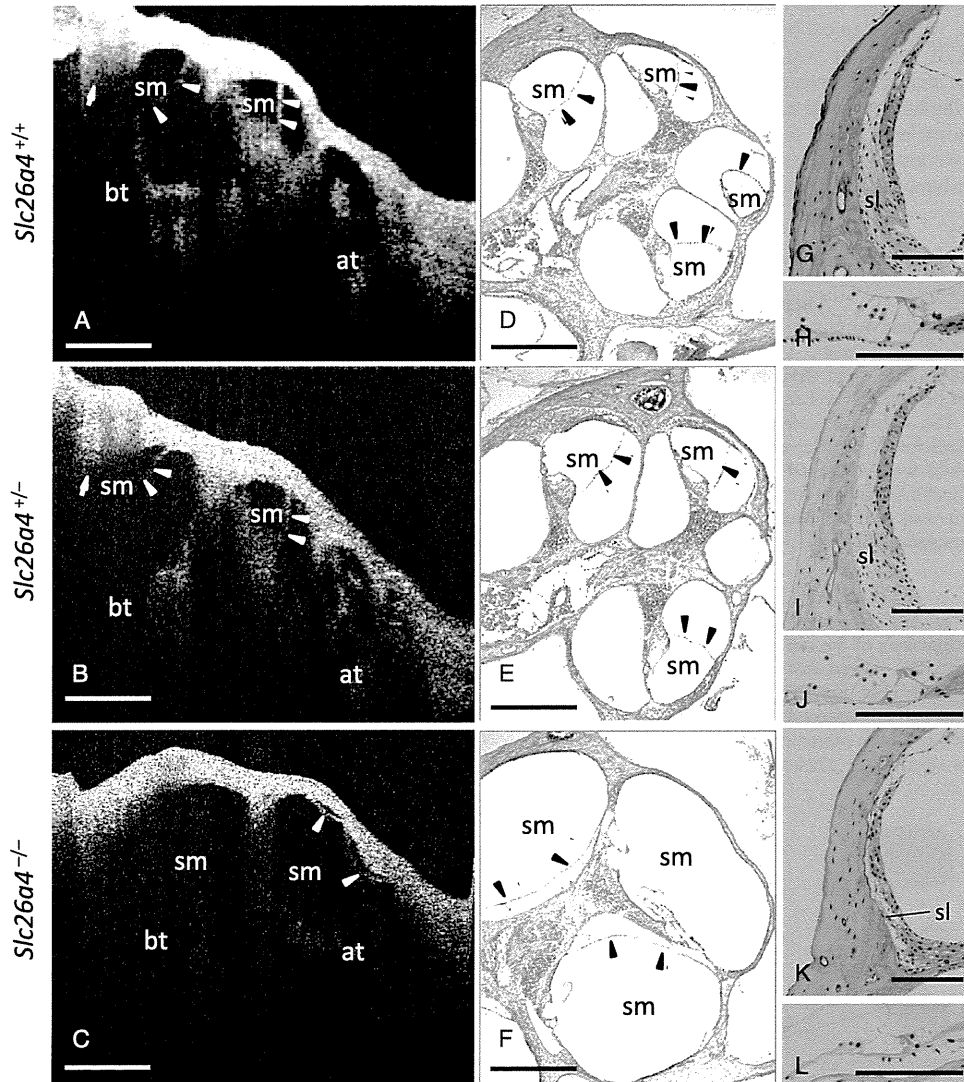 Slc26a4+/+
sm
sm
bt
at
A
sm
sm
sm
sm
D
sl
G
H
Slc26a4+/-
sm
sm
bt
at
B
sm
sm
sm
E
sl
I
J
Slc26a4-/-
sm
sm
bt
at
C
sm
sm
sm
F
sl
K
L